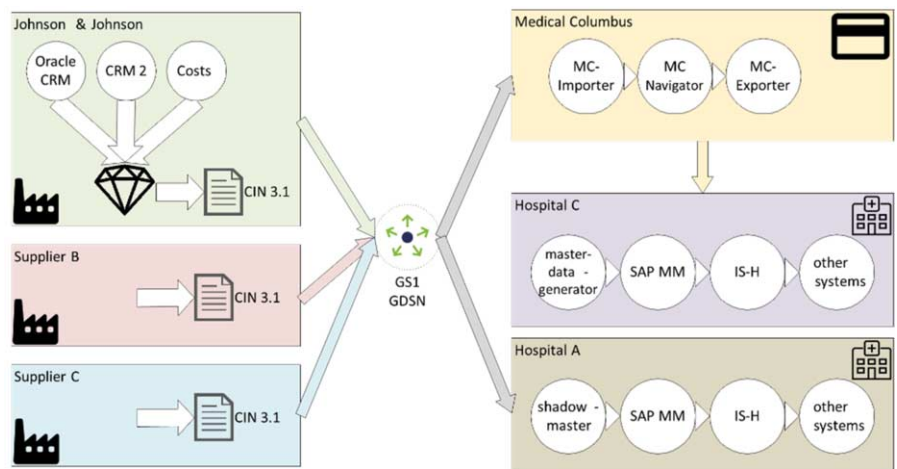 Johnson & Johnson
Oracle
CRM
CRM 2
Costs
CIN 3.1
Supplier B
CIN 3.1
Supplier C
CIN 3.1
GS1
GDSN
Medical Columbus
MC-
Importer
MC
Navigator
MC-
Exporter
Hospital C
master-
data -
generator
SAP MM
IS-H
other
systems
Hospital A
shadow -
master
SAP MM
IS-H
other
systems